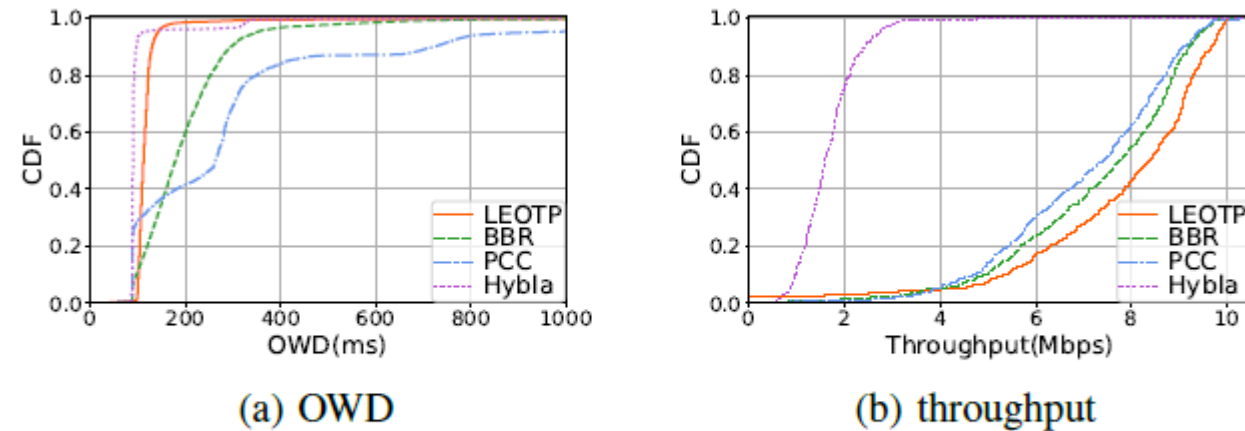 1.0
0.8
0.6
0.4
0.2
0.0
CDF
LEOTP
BBR
PCC
Hybla
0 200 400 600 800 1000
OWD(ms)
(a) OWD
1.0
0.8
0.6
0.4
0.2
0.0
CDF
LEOTP
BBR
PCC
Hybla
0 2 4 6 8 10
Throughput(Mbps)
(b) throughput